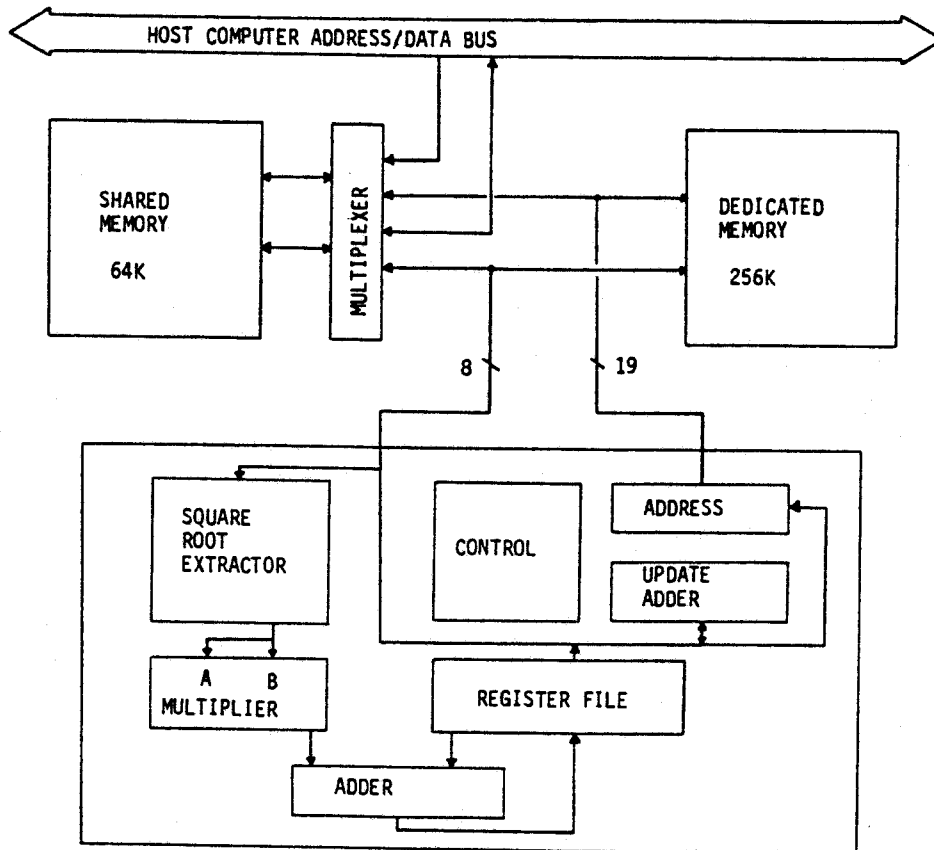 HOST COMPUTER ADDRESS/DATA BUS
SHARED
MEMORY
64K
MULTIPLEXER
DEDICATED
MEMORY
256K
8
19
SQUARE
ROOT
EXTRACTOR
CONTROL
ADDRESS
UPDATE
ADDER
A B
MULTIPLIER
REGISTER FILE
ADDER